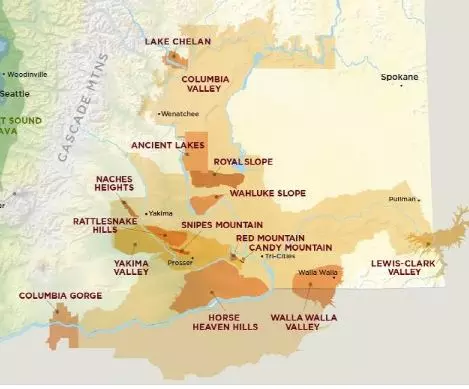 LAKE CHELAN
CASCADE MTNS
Woodinville
Seattle
COLUMBIA
VALLEY
Spokane
T SOUND
AVA
Wenatchee
ANCIENT LAKES
ROYAL SLOPE
NACHES
HEIGHTS
WAHLUKE SLOPE
Pullman
er
Yakima
RATTLESNAKE
HILLS
SNIPES MOUNTAIN
RED MOUNTAIN
CANDY MOUNTAIN
Tri-Cities
YAKIMA
VALLEY
Prosser
Walla Walla
LEWIS-CLARK
VALLEY
COLUMBIA GORGE
HORSE
HEAVEN HILLS
WALLA WALLA
VALLEY